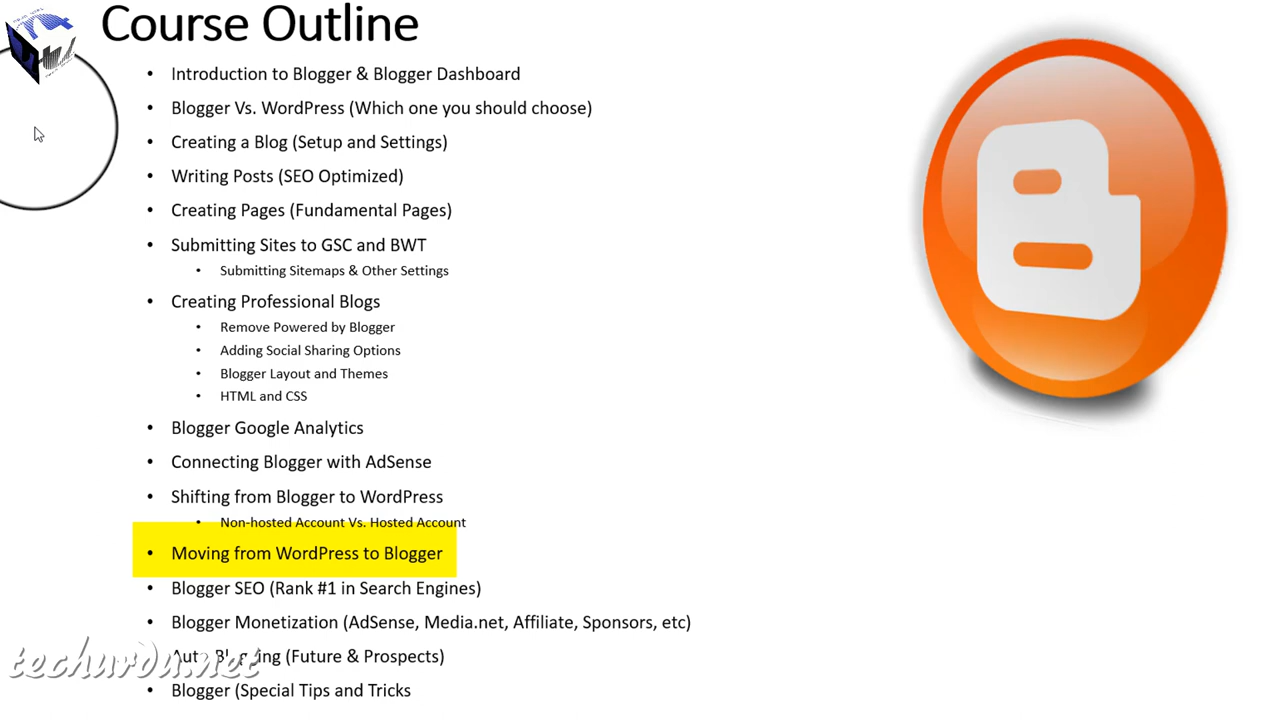 Course Outline
• Introduction to Blogger & Blogger Dashboard
• Blogger Vs. WordPress (Which one you should choose)
• Creating a Blog (Setup and Settings)
• Writing Posts (SEO Optimized)
• Creating Pages (Fundamental Pages)
• Submitting Sites to GSC and BWT
• Submitting Sitemaps & Other Settings
• Creating Professional Blogs
• Remove Powered by Blogger
• Adding Social Sharing Options
• Blogger Layout and Themes
• HTML and CSS
• Blogger Google Analytics
• Connecting Blogger with AdSense
• Shifting from Blogger to WordPress
• Non-hosted Account Vs. Hosted Account
• Moving from WordPress to Blogger
• Blogger SEO (Rank #1 in Search Engines)
• Blogger Monetization (AdSense, Media.net, Affiliate, Sponsors, etc)
• Auto Blogging (Future & Prospects)
• Blogger (Special Tips and Tricks
techurdu.net